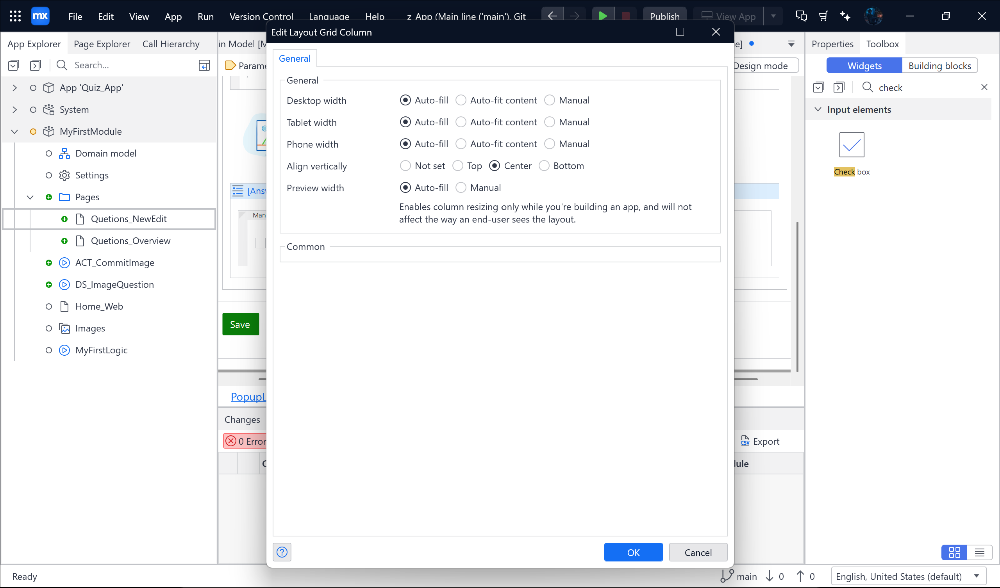 mx File Edit View App Run Version Control Language Help z_App (Main line ('main'), Git Publish View App
Edit Layout Grid Column
App Explorer Page Explorer Call Hierarchy
in Model [M
e]
Properties Toolbox
General
Search...
Parame
Design mode
Widgets Building blocks
check
Input elements
Check box
App 'Quiz_App'
System
MyFirstModule
Domain model
Settings
Pages
Quetions_NewEdit
Quetions_Overview
ACT_CommitImage
DS_ImageQuestion
Home_Web
Images
MyFirstLogic
General
Desktop width Auto-fill Auto-fit content Manual
Tablet width Auto-fill Auto-fit content Manual
Phone width Auto-fill Auto-fit content Manual
Align vertically Not set Top Center Bottom
Preview width Auto-fill Manual
Enables column resizing only while you're building an app, and will not
affect the way an end-user sees the layout.
Common
[Answ
Man
Save
PopupL
Changes
0 Error
CSV Export
dule
OK Cancel
Ready
main 0 0 English, United States (default)